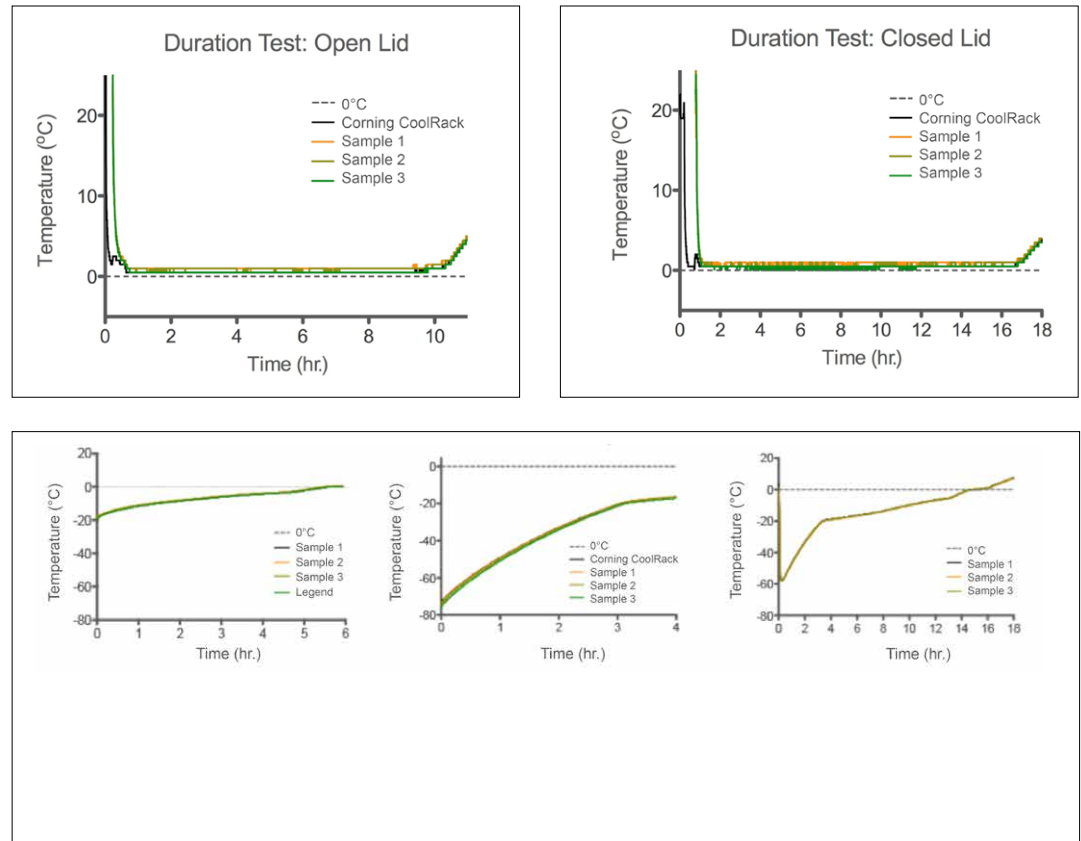 Duration Test: Open Lid
Temperature (ºC)
20
10
0
0°C
Corning CoolRack
Sample 1
Sample 2
Sample 3
0 2 4 6 8 10
Time (hr.)
Duration Test: Closed Lid
Temperature (ºC)
20
10
0
0°C
Corning CoolRack
Sample 1
Sample 2
Sample 3
0 2 4 6 8 10 12 14 16 18
Time (hr.)
Temperature (°C)
20
0
-20
-40
-60
-80
0°C
Sample 1
Sample 2
Sample 3
Legend
0 1 2 3 4 5 6
Time (hr.)
Temperature (°C)
0
-20
-40
-60
-80
0°C
Corning CoolRack
Sample 1
Sample 2
Sample 3
0 1 2 3 4
Time (hr.)
Temperature (°C)
20
0
-20
-40
-60
-80
0°C
Sample 1
Sample 2
Sample 3
0 2 4 6 8 10 12 14 16 18
Time (hr.)